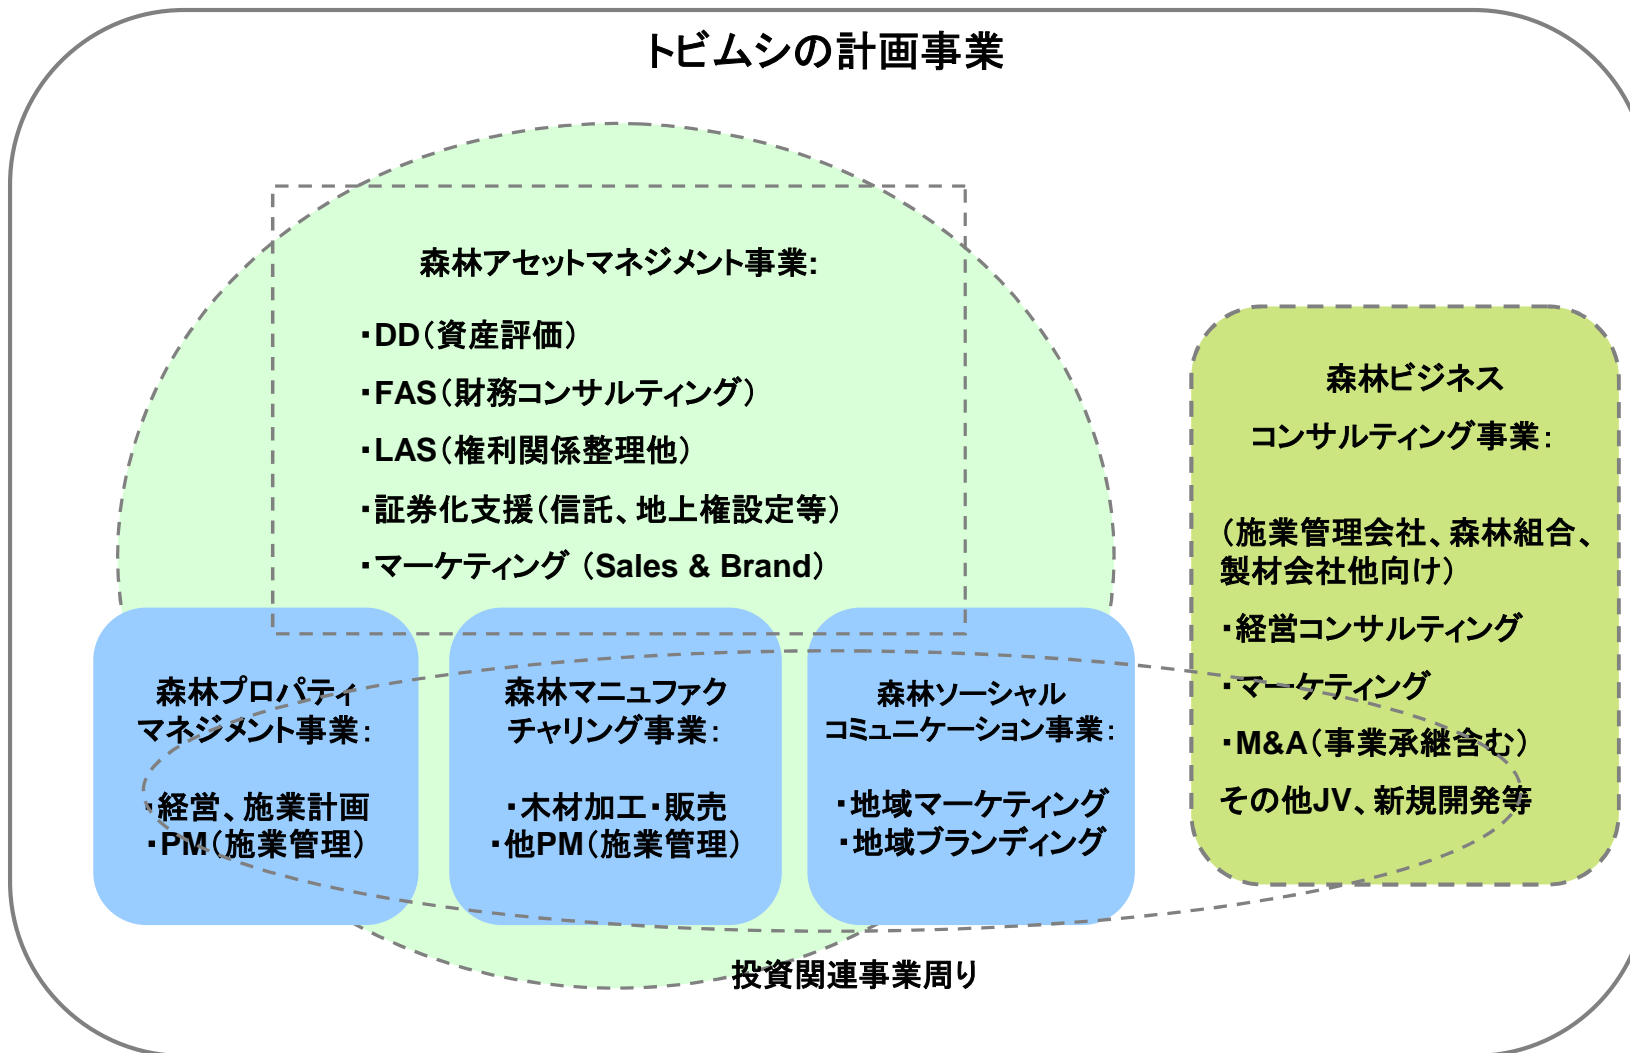 トビムシの計画事業
森林アセットマネジメント事業:
・DD（資産評価）
・FAS（財務コンサルティング）
・LAS（権利関係整理他）
・証券化支援（信託、地上権設定等）
・マーケティング （Sales & Brand）
森林プロパティ
マネジメント事業：
・経営、施業計画
・PM（施業管理）
森林マニュファク
チャリング事業：
・木材加工・販売
・他PM（施業管理）
森林ソーシャル
コミュニケーション事業：
・地域マーケティング
・地域ブランディング
森林ビジネス
コンサルティング事業：
（施業管理会社、森林組合、
製材会社他向け）
・経営コンサルティング
・マーケティング
・M&A（事業承継含む）
その他JV、新規開発等
投資関連事業周り